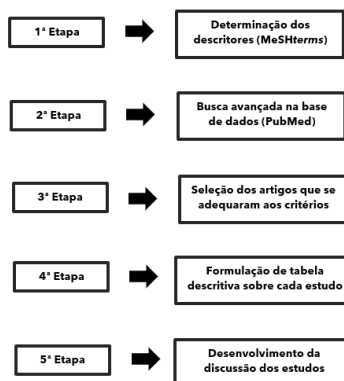 1ª Etapa
Determinação dos
descritores (MeSHterms)
2ª Etapa
Busca avançada na base
de dados (PubMed)
3ª Etapa
Seleção dos artigos que se
adequaram aos critérios
4ª Etapa
Formulação de tabela
descritiva sobre cada estudo
5ª Etapa
Desenvolvimento da
discussão dos estudos